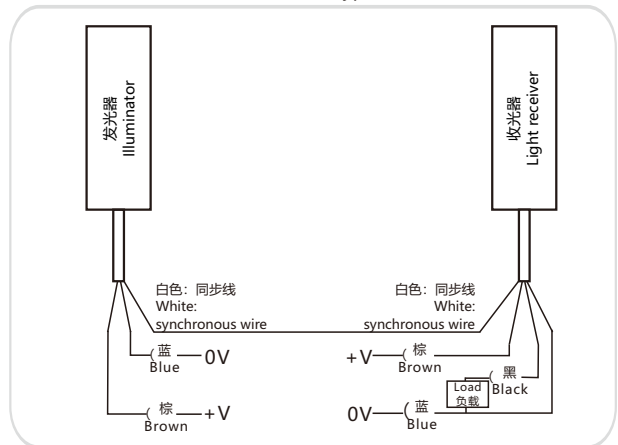 发光器
Illuminator
收光器
Light receiver
白色：同步线
White:
synchronous wire
白色：同步线
White:
synchronous wire
蓝
Blue
0V
棕
Brown
+V
+V
棕
Brown
黑
Black
Load
负载
0V
蓝
Blue